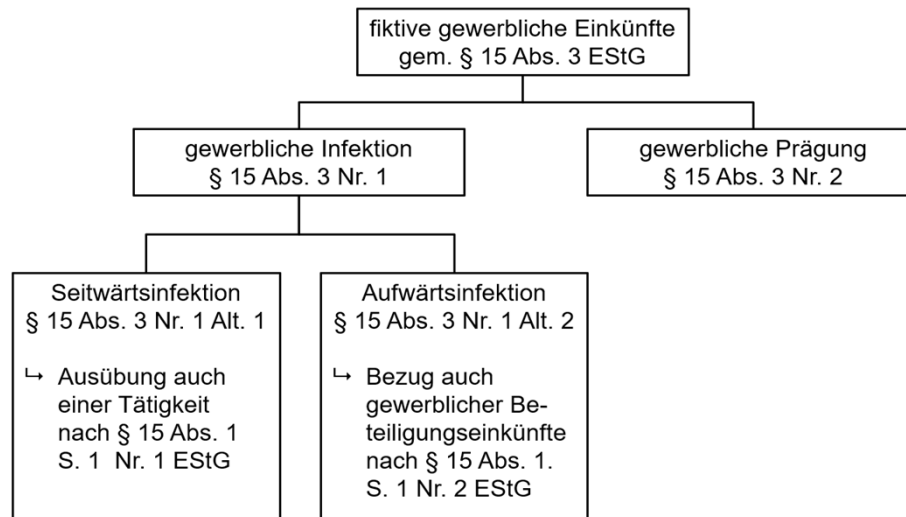 fiktive gewerbliche Einkünfte
gem. § 15 Abs. 3 EStG
gewerbliche Infektion
§ 15 Abs. 3 Nr. 1
gewerbliche Prägung
§ 15 Abs. 3 Nr. 2
Seitwärtsinfektion
§ 15 Abs. 3 Nr. 1 Alt. 1
↳ Ausübung auch
einer Tätigkeit
nach § 15 Abs. 1
S. 1 Nr. 1 EStG
Aufwärtsinfektion
§ 15 Abs. 3 Nr. 1 Alt. 2
↳ Bezug auch
gewerblicher Be-
teiligungseinkünfte
nach § 15 Abs. 1.
S. 1 Nr. 2 EStG